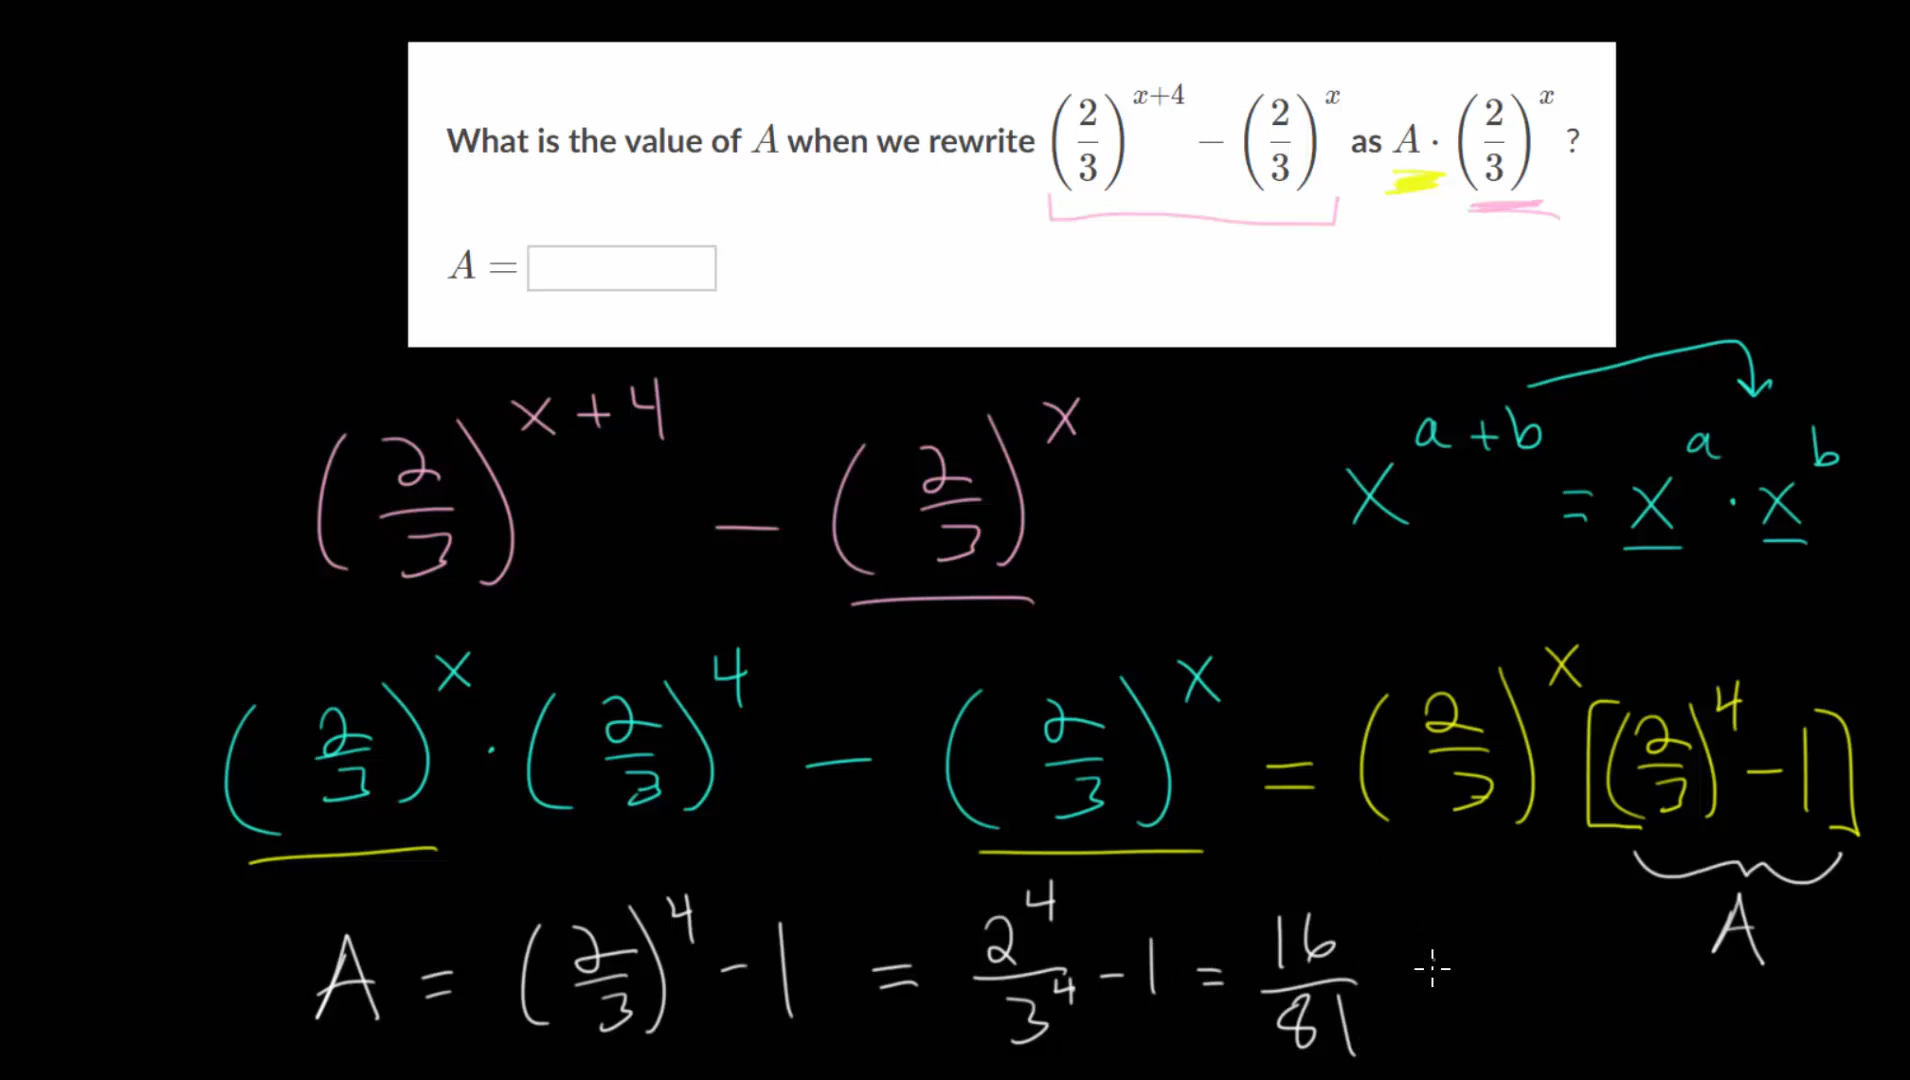 What is the value of A when we rewrite (2/3)^(x+4) − (2/3)^x as A · (2/3)^x ?
A =
(2/3)^(x+4) − (2/3)^x
x^(a+b) = x^a · x^b
(2/3)^x · (2/3)^4 − (2/3)^x = (2/3)^x [(2/3)^4 − 1]
A
A = (2/3)^4 − 1 = 2^4/3^4 − 1 = 16/81